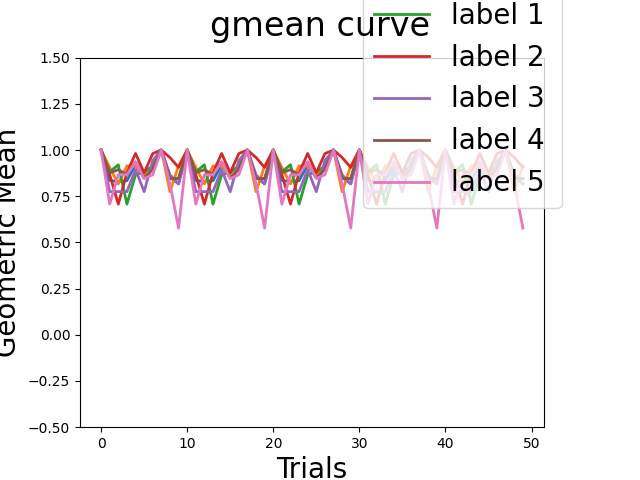 gmean curve
label 1
label 2
label 3
label 4
label 5
Geometric Mean
1.50
1.25
1.00
0.75
0.50
0.25
0.00
−0.25
−0.50
0 10 20 30 40 50
Trials